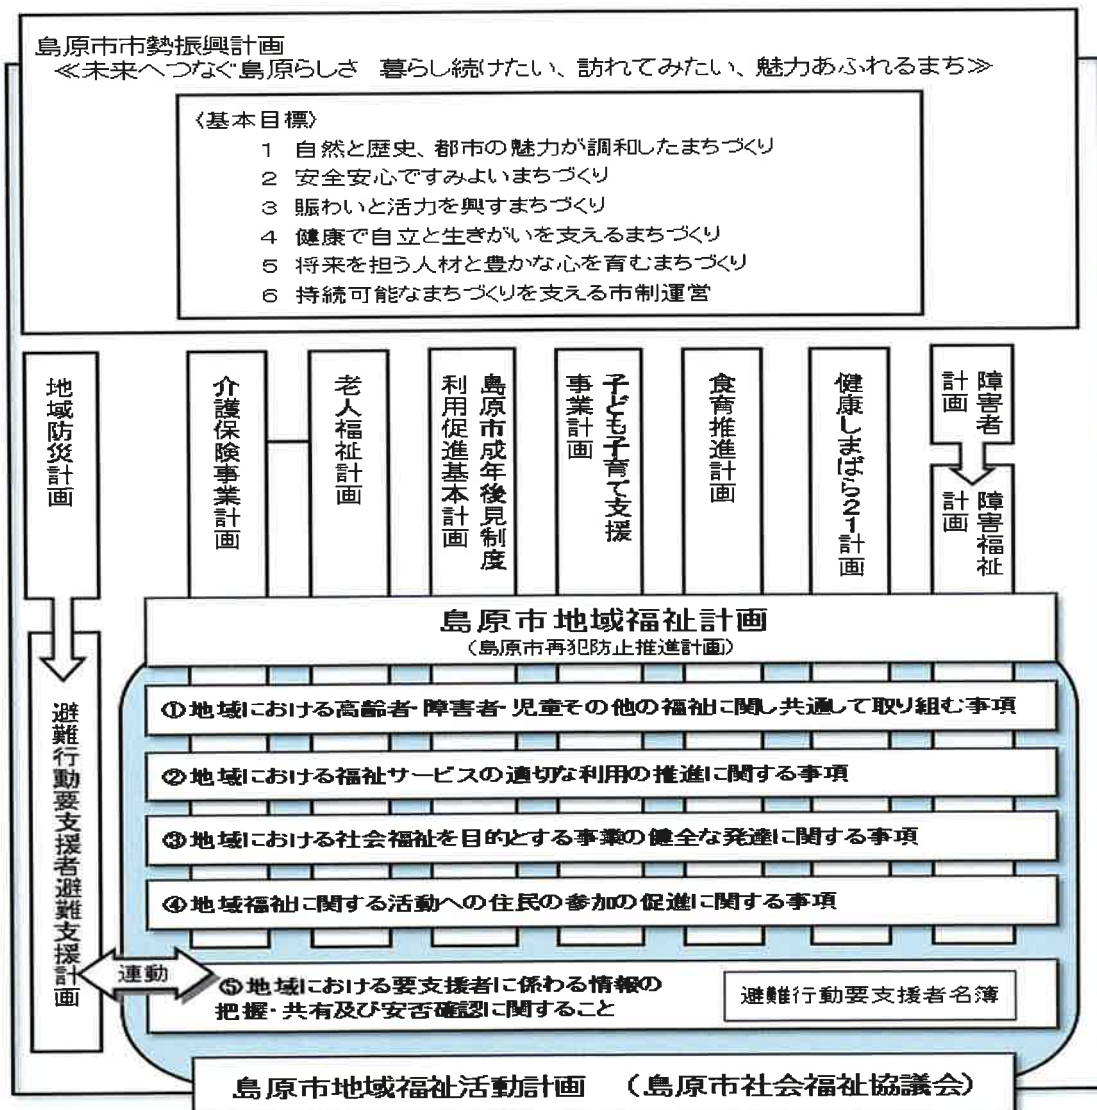 島原市市勢振興計画
≪未来へつなぐ島原らしさ 暮らし続けたい、訪れてみたい、魅力あふれるまち≫
〈基本目標〉
1 自然と歴史、都市の魅力が調和したまちづくり
2 安全安心ですみよいまちづくり
3 賑わいと活力を興すまちづくり
4 健康で自立と生きがいを支えるまちづくり
5 将来を担う人材と豊かな心を育むまちづくり
6 持続可能なまちづくりを支える市制運営
地域防災計画
介護保険事業計画
老人福祉計画
島原市成年後見制度
利用促進基本計画
子ども子育て支援
事業計画
食育推進計画
健康しまばら21計画
障害者
計画
障害福祉
計画
島原市地域福祉計画
(島原市再犯防止推進計画)
避難行動要支援者避難支援計画
①地域における高齢者・障害者・児童その他の福祉に関し共通して取り組む事項
②地域における福祉サービスの適切な利用の推進に関する事項
③地域における社会福祉を目的とする事業の健全な発達に関する事項
④地域福祉に関する活動への住民の参加の促進に関する事項
連動
⑤地域における要支援者に係わる情報の
把握・共有及び安否確認に関すること
避難行動要支援者名簿
島原市地域福祉活動計画 (島原市社会福祉協議会)